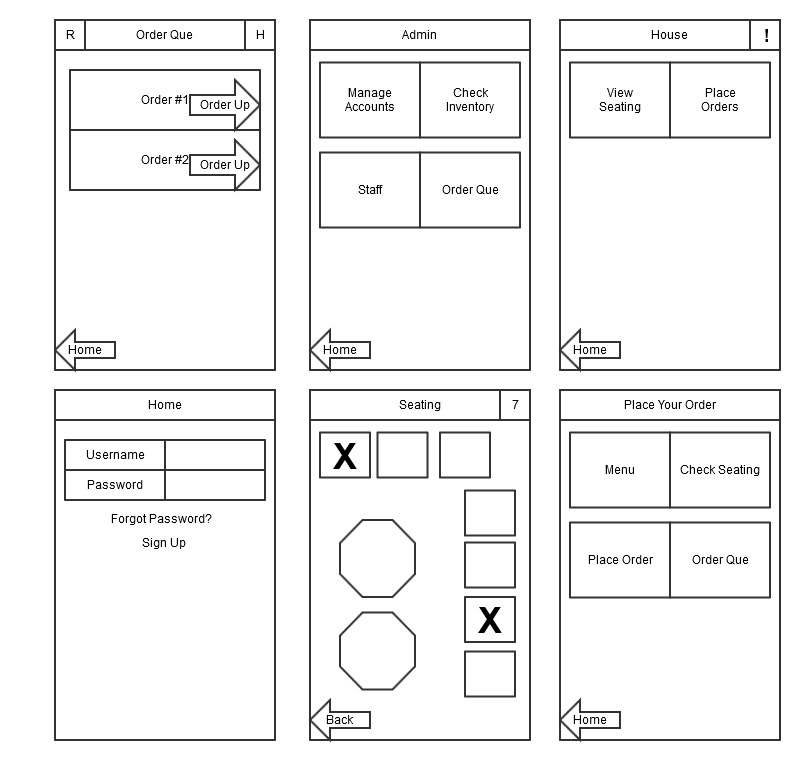 R Order Que H
Order #1 Order Up
Order #2 Order Up
Home
Admin
Manage Check
Accounts Inventory
Staff Order Que
Home
House !
View Place
Seating Orders
Home
Home
Username
Password
Forgot Password?
Sign Up
Seating 7
X
X
Back
Place Your Order
Menu Check Seating
Place Order Order Que
Home